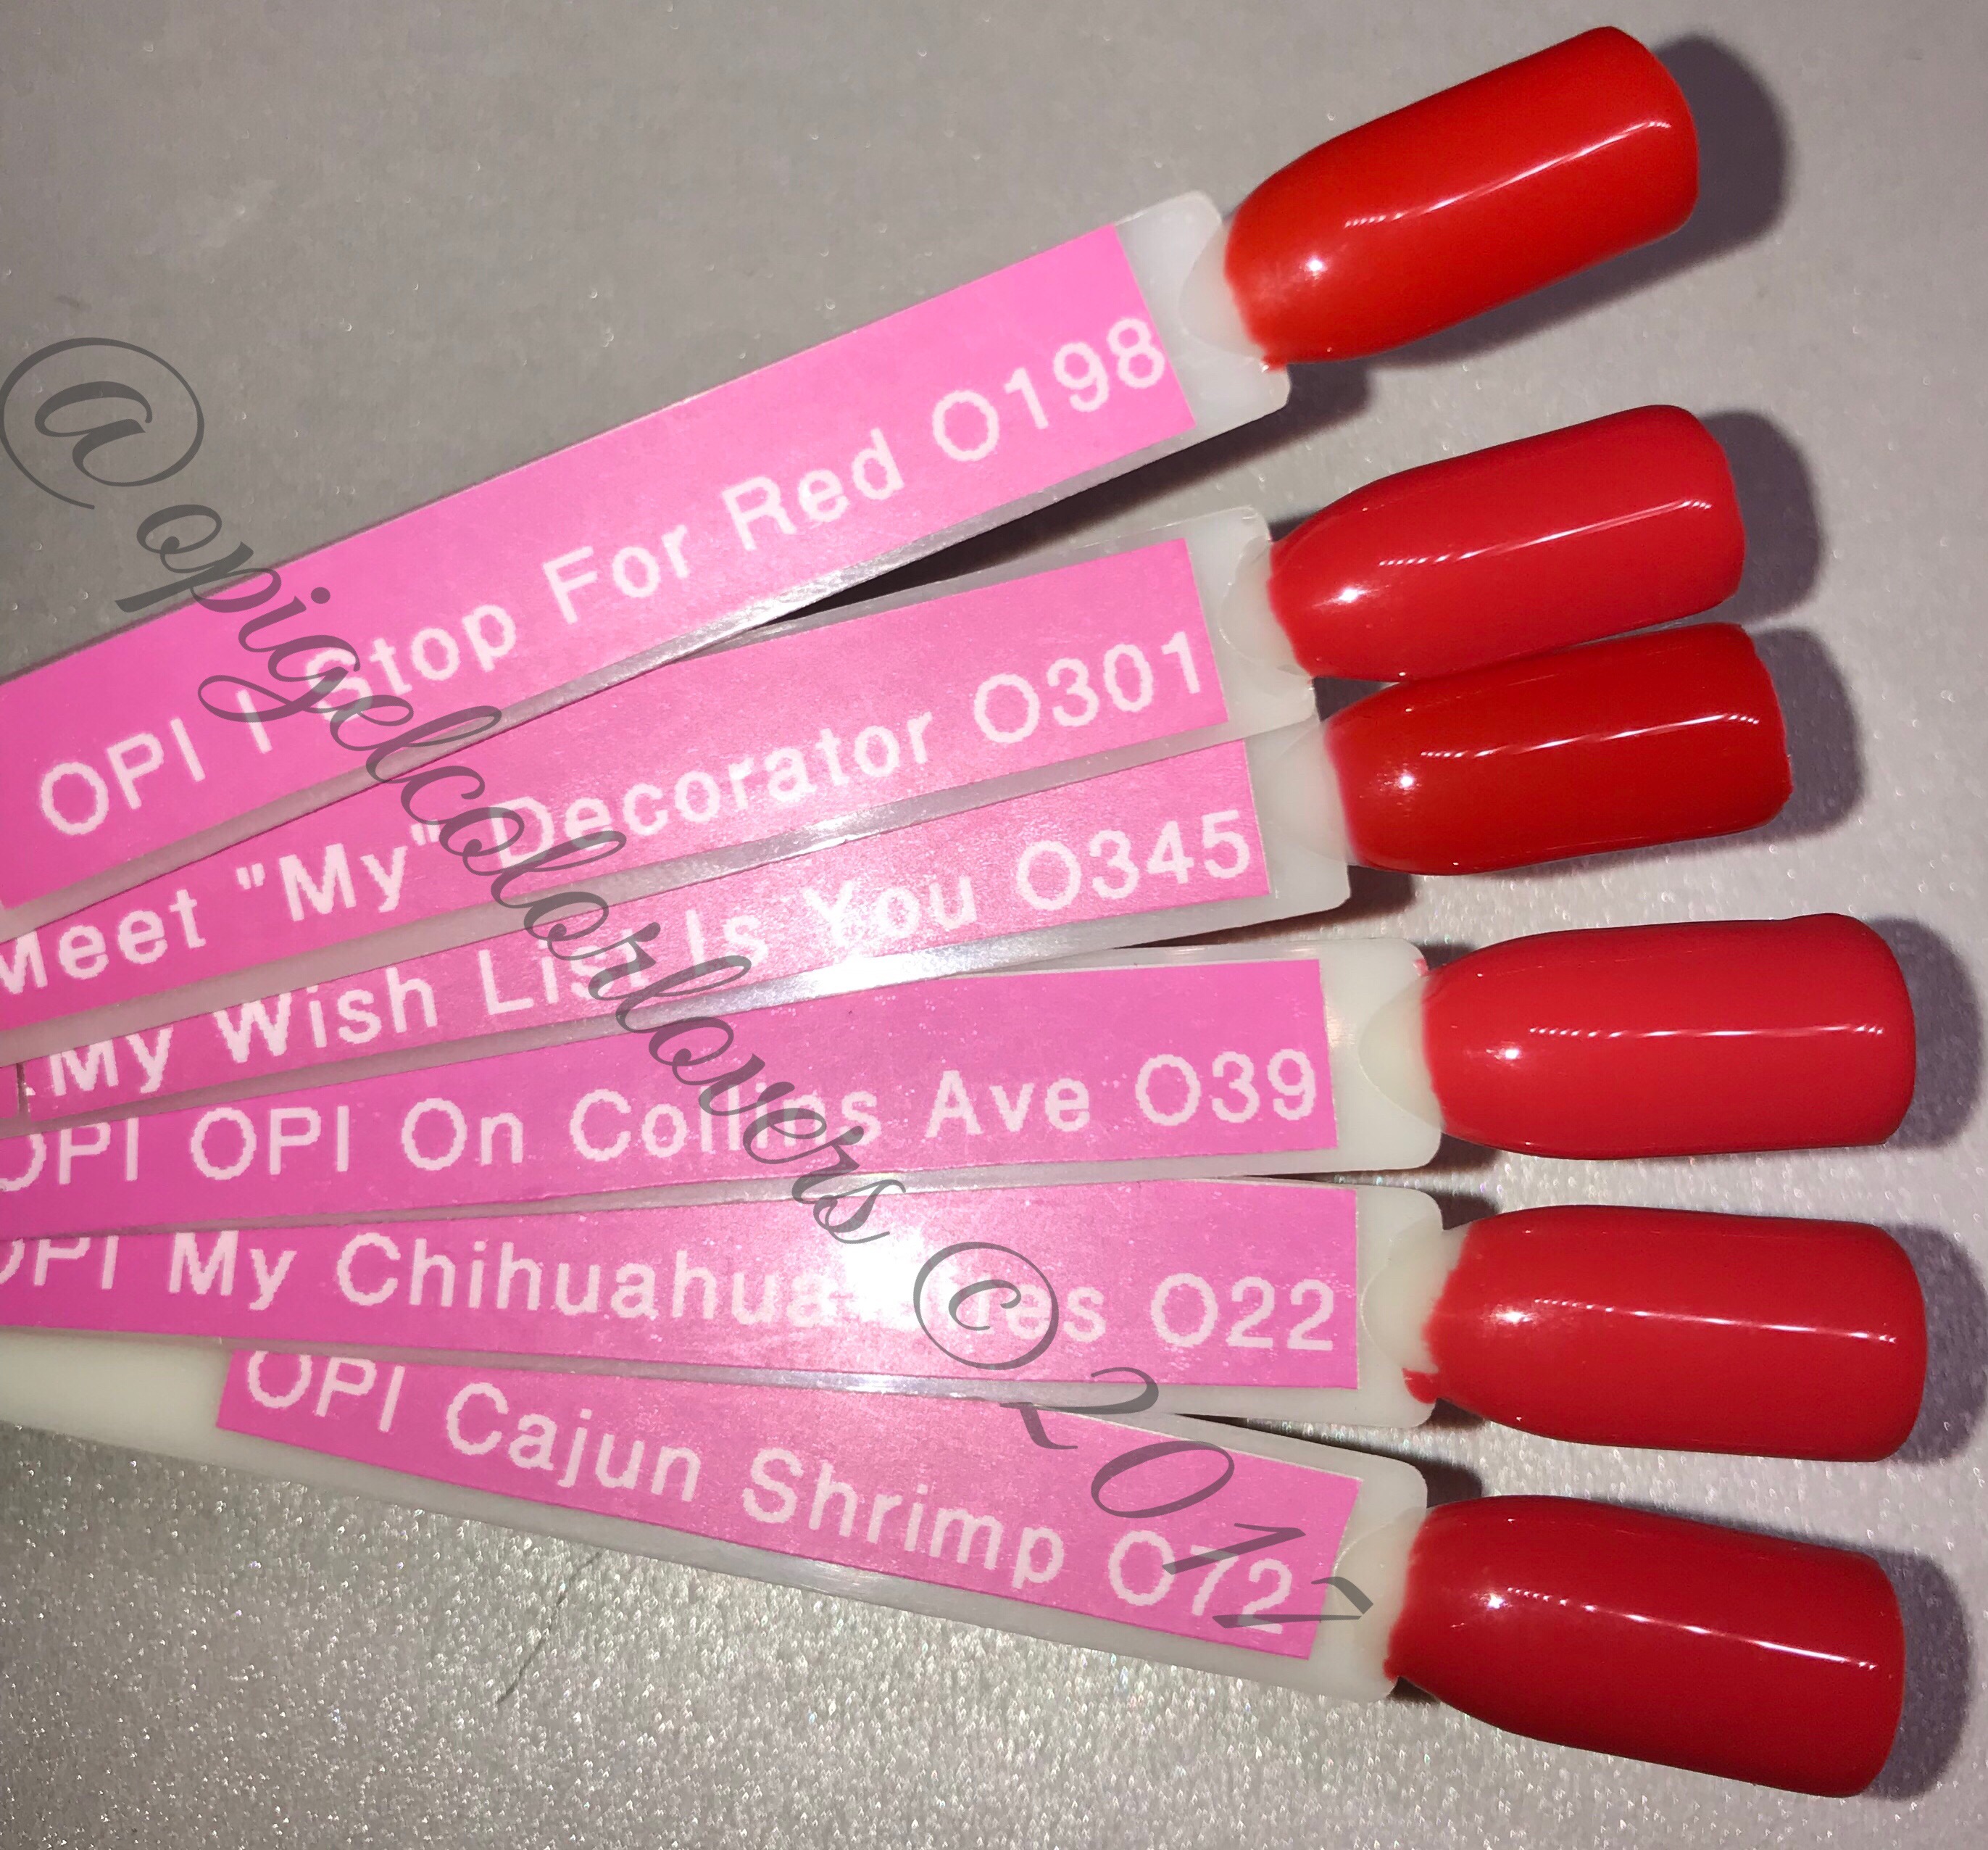 OPI I Stop For Red O198
Meet "My" Decorator O301
My Wish List Is You O345
OPI OPI On Collins Ave O39
OPI My Chihuahua O22
OPI Cajun Shrimp O72
@opigelcolorlovers ©2017